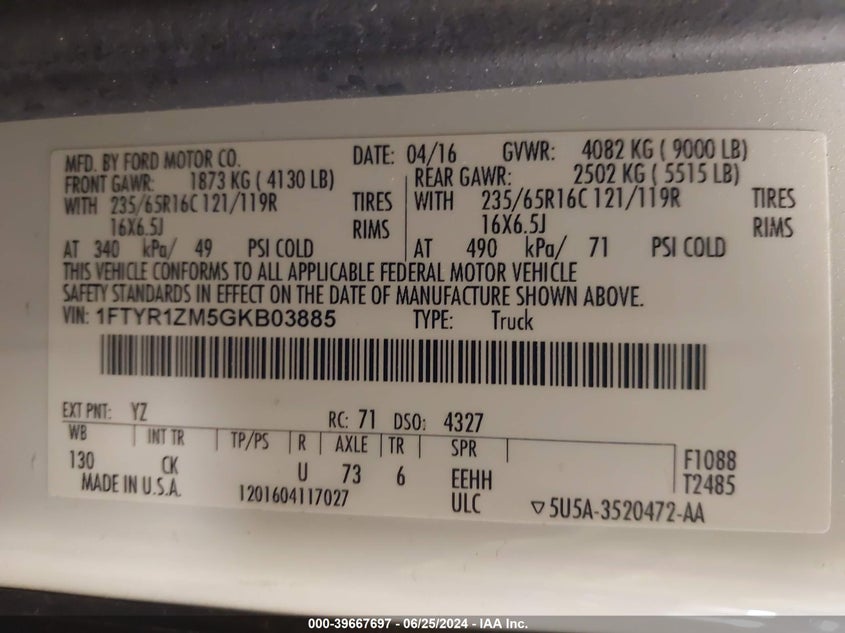 MFD. BY FORD MOTOR CO. DATE: 04/16 GVWR: 4082 KG ( 9000 LB)
FRONT GAWR: 1873 KG ( 4130 LB) REAR GAWR: 2502 KG ( 5515 LB)
WITH 235/65R16C 121/119R TIRES WITH 235/65R16C 121/119R TIRES
16X6.5J RIMS 16X6.5J RIMS
AT 340 kPa/ 49 PSI COLD AT 490 kPa/ 71 PSI COLD
THIS VEHICLE CONFORMS TO ALL APPLICABLE FEDERAL MOTOR VEHICLE
SAFETY STANDARDS IN EFFECT ON THE DATE OF MANUFACTURE SHOWN ABOVE.
VIN: 1FTYR1ZM5GKB03885 TYPE: Truck
EXT PNT: YZ RC: 71 DSO: 4327
WB INT TR TP/PS R AXLE TR SPR F1088
130 CK U 73 6 EEHH T2485
MADE IN U.S.A. 1201604117027 ULC ▽5U5A-3520472-AA
000-39667697 - 06/25/2024 - IAA Inc.